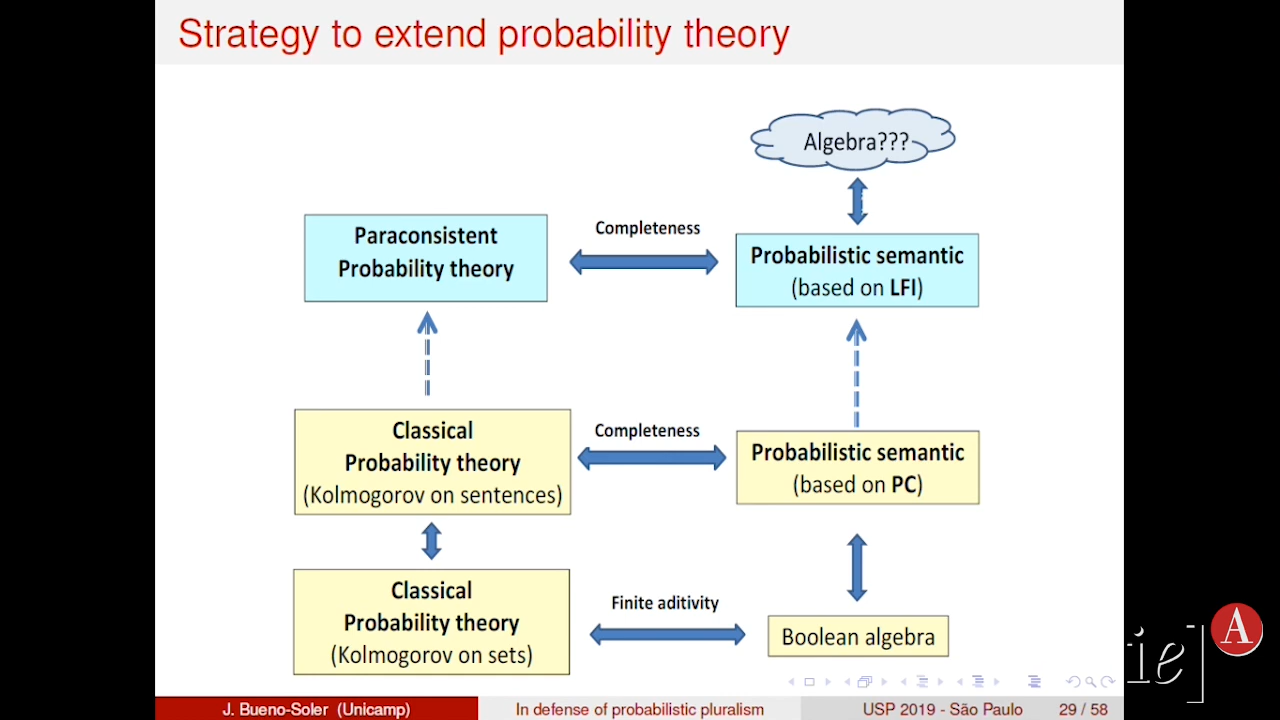 Strategy to extend probability theory
Algebra???
Paraconsistent
Probability theory
Completeness
Probabilistic semantic
(based on LFI)
Classical
Probability theory
(Kolmogorov on sentences)
Completeness
Probabilistic semantic
(based on PC)
Classical
Probability theory
(Kolmogorov on sets)
Finite aditivity
Boolean algebra
J. Bueno-Soler (Unicamp)
In defense of probabilistic pluralism
USP 2019 - São Paulo
29 / 58
ie]
A